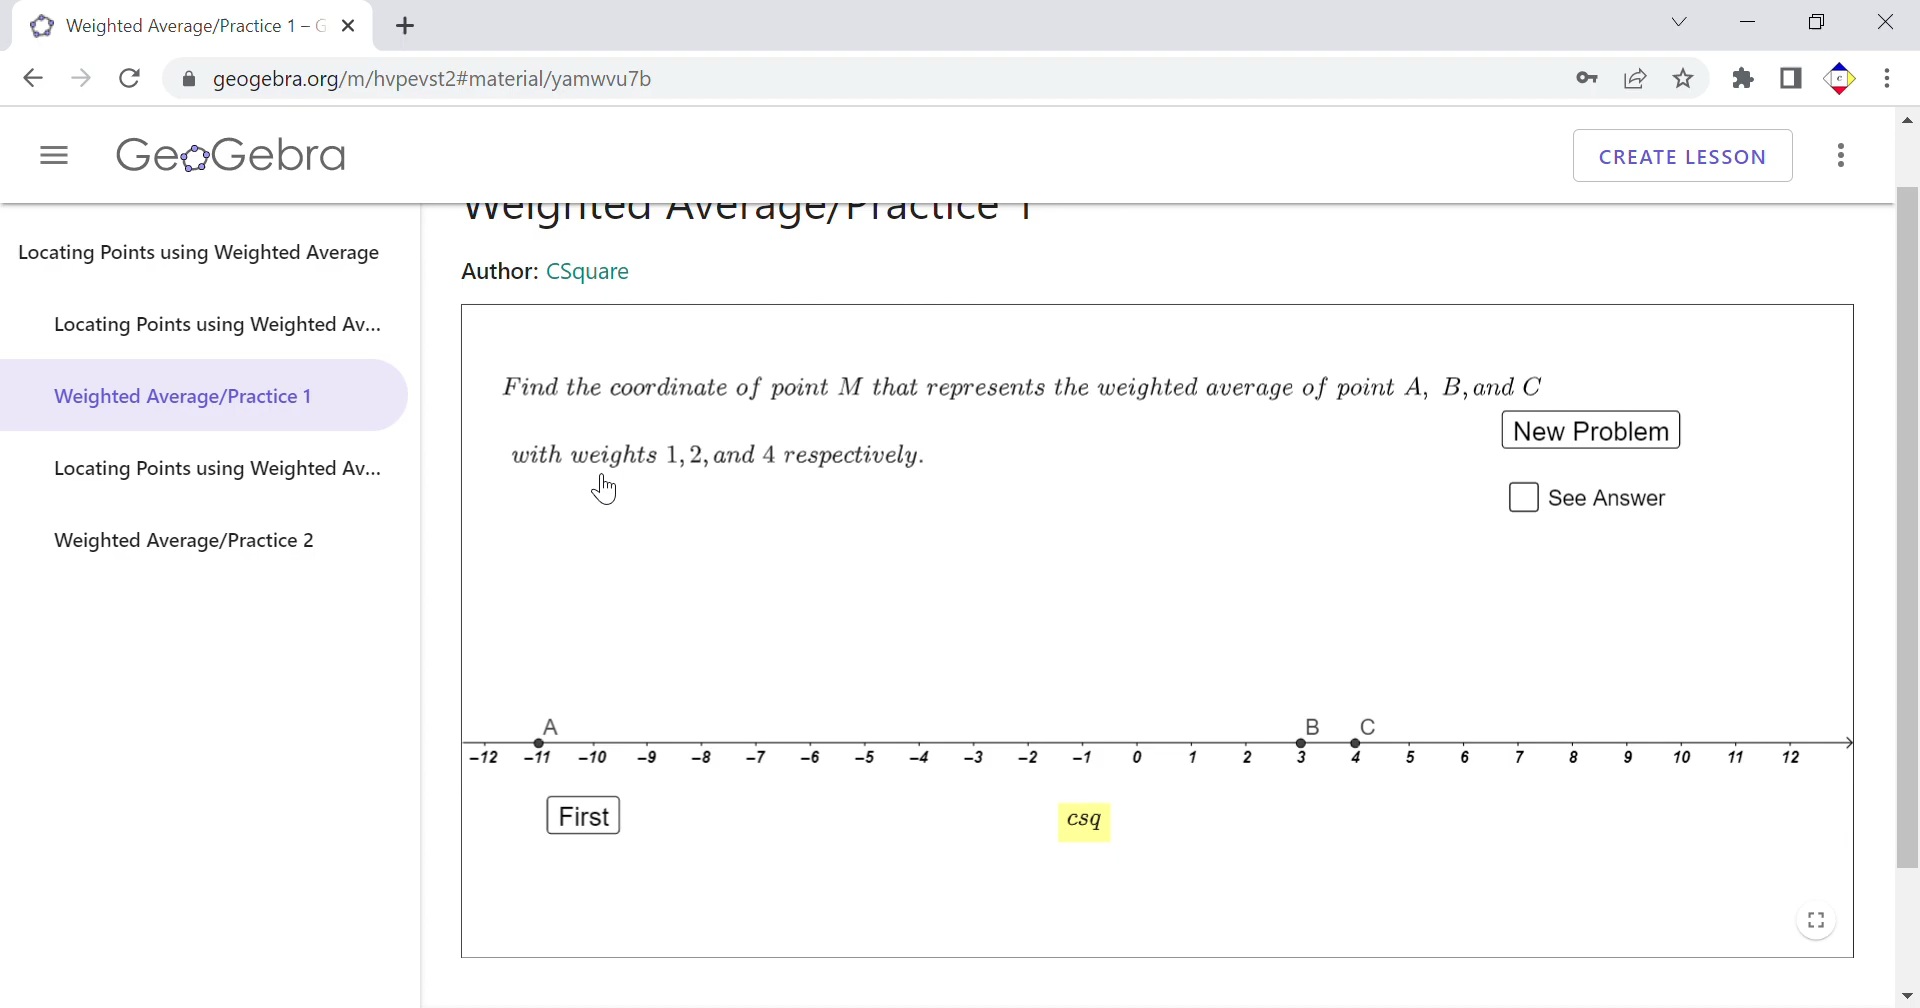 Weighted Average/Practice 1 – G
geogebra.org/m/hvpevst2#material/yamwvu7b
GeoGebra
CREATE LESSON
Weighted Average/Practice 1
Locating Points using Weighted Average
Locating Points using Weighted Av...
Weighted Average/Practice 1
Locating Points using Weighted Av...
Weighted Average/Practice 2
Author: CSquare
Find the coordinate of point M that represents the weighted average of point A, B, and C
with weights 1, 2, and 4 respectively.
New Problem
See Answer
A B C
-12 -11 -10 -9 -8 -7 -6 -5 -4 -3 -2 -1 0 1 2 3 4 5 6 7 8 9 10 11 12
First
csq